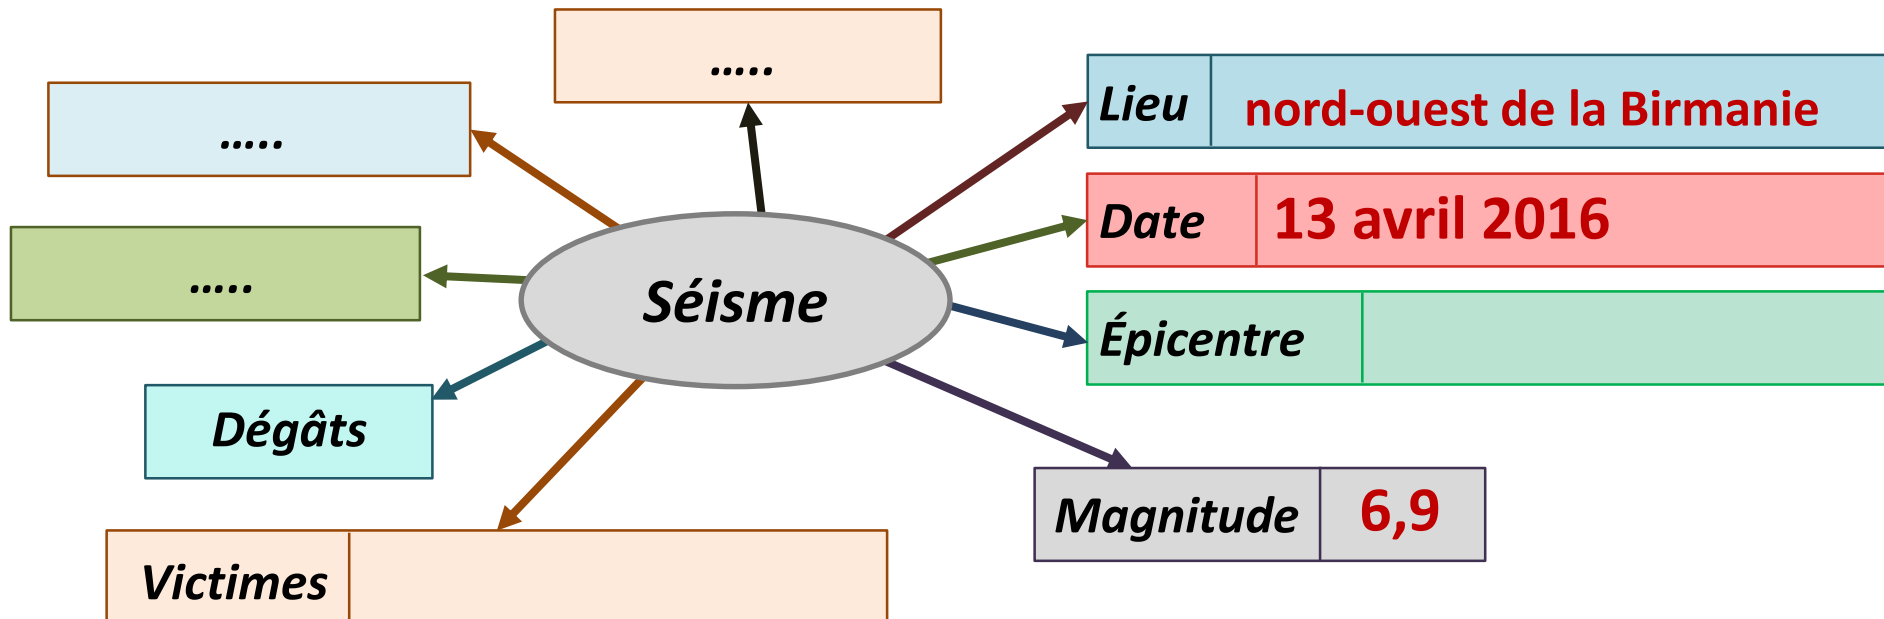 …..
…..
…..
Séisme
Lieu nord-ouest de la Birmanie
Date 13 avril 2016
Épicentre
Magnitude 6,9
Dégâts
Victimes